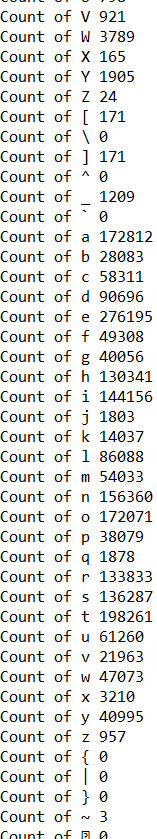 Count of V 921
Count of W 3789
Count of X 165
Count of Y 1905
Count of Z 24
Count of [ 171
Count of \ 0
Count of ] 171
Count of ^ 0
Count of _ 1209
Count of ` 0
Count of a 172812
Count of b 28083
Count of c 58311
Count of d 90696
Count of e 276195
Count of f 49308
Count of g 40056
Count of h 130341
Count of i 144156
Count of j 1803
Count of k 14037
Count of l 86088
Count of m 54033
Count of n 156360
Count of o 172071
Count of p 38079
Count of q 1878
Count of r 133833
Count of s 136287
Count of t 198261
Count of u 61260
Count of v 21963
Count of w 47073
Count of x 3210
Count of y 40995
Count of z 957
Count of { 0
Count of | 0
Count of } 0
Count of ~ 3
Count of 0